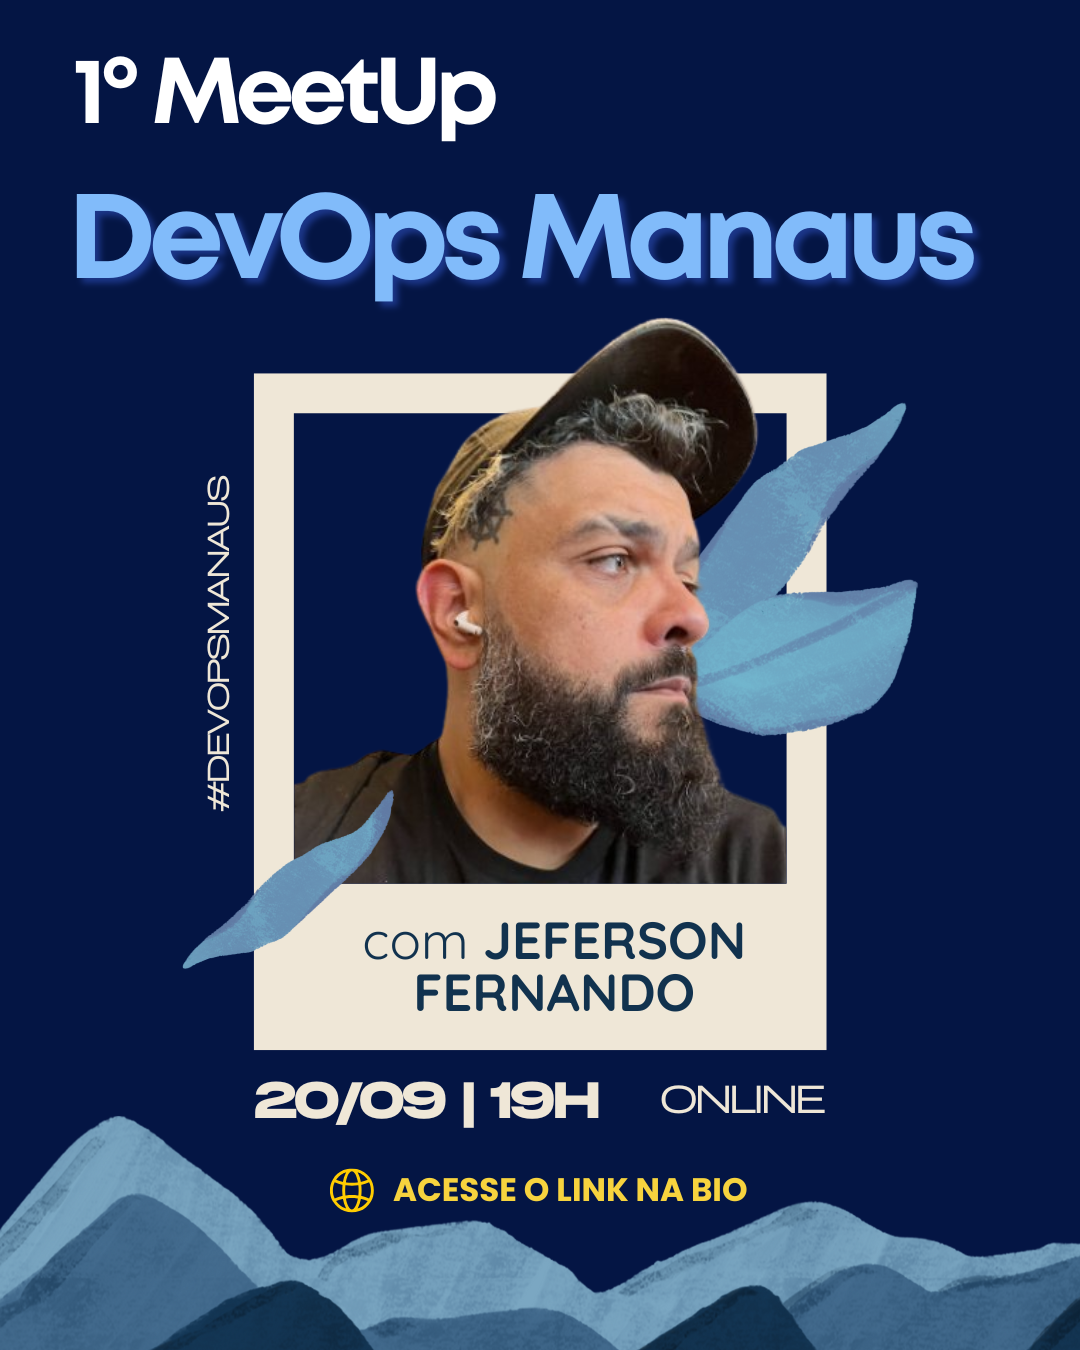 1º MeetUp
DevOps Manaus
#DEVOPSMANAUS
com JEFERSON
FERNANDO
20/09 | 19H ONLINE
ACESSE O LINK NA BIO